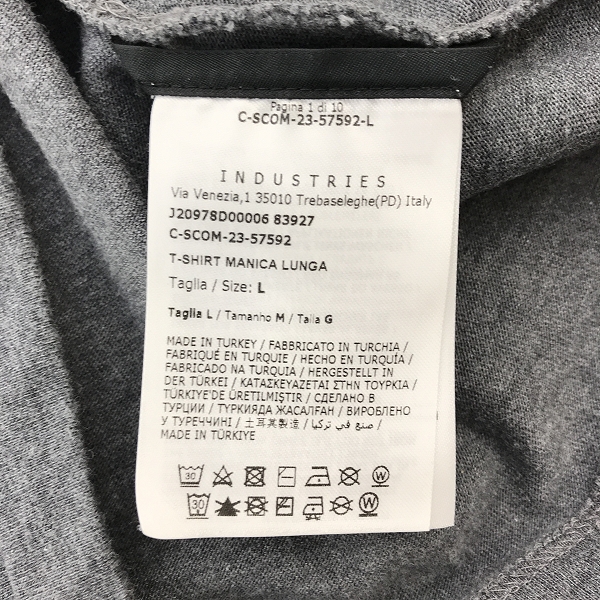 Pagina 1 di 10
C-SCOM-23-57592-L
INDUSTRIES
Via Venezia,1 35010 Trebaseleghe(PD) Italy
J20978D00006 83927
C-SCOM-23-57592
T-SHIRT MANICA LUNGA
Taglia / Size: L
Taglia L / Tamanho M / Talla G
MADE IN TURKEY / FABBRICATO IN TURCHIA /
FABRIQUÉ EN TURQUIE / HECHO EN TURQUÍA /
FABRICADO NA TURQUIA / HERGESTELLT IN
DER TÜRKEI / ΚΑΤΑΣΚΕΥΑΖΕΤΑΙ ΣΤΗΝ ΤΟΥΡΚΙΑ /
TÜRKİYE'DE ÜRETİLMİŞTİR / СДЕЛАНО В
ТУРЦИИ / ТҮРКИЯДА ЖАСАЛҒАН / ВИРОБЛЕНО
У ТУРЕЧЧИНІ / 土耳其製造 / صنع في تركيا /
MADE IN TÜRKİYE
30 W
30 W